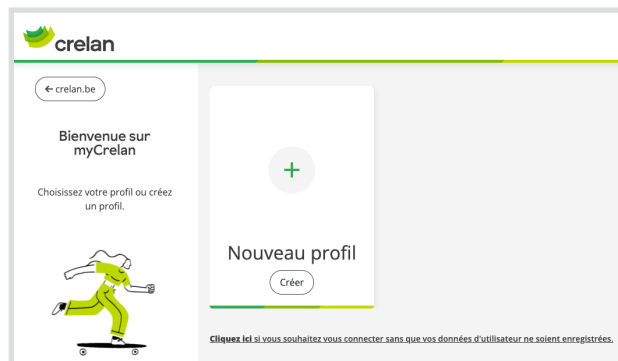 crelan
← crelan.be
Bienvenue sur
myCrelan
Choisissez votre profil ou créez
un profil.
Nouveau profil
Créer
Cliquez ici si vous souhaitez vous connecter sans que vos données d'utilisateur ne soient enregistrées.